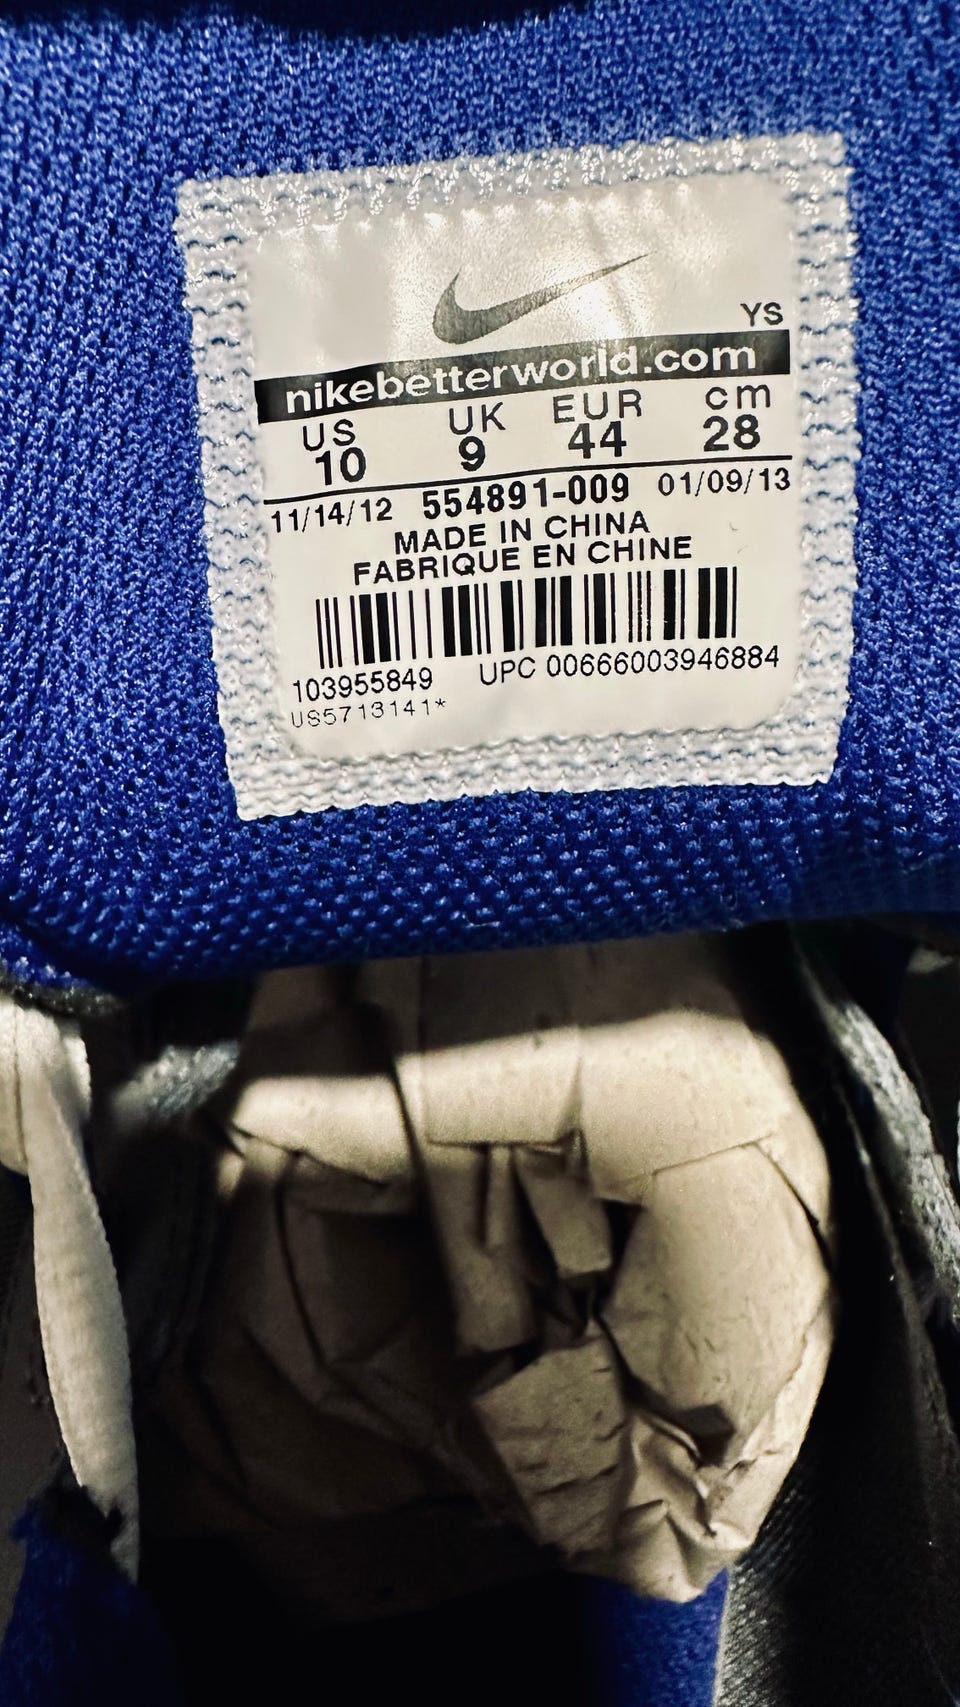 YS
nikebetterworld.com
US UK EUR cm
10 9 44 28
11/14/12 554891-009 01/09/13
MADE IN CHINA
FABRIQUE EN CHINE
103955849 UPC 00666003946884
US5713141*